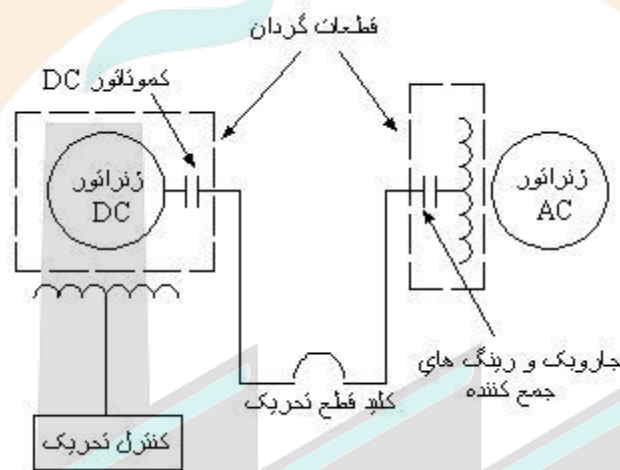 قطعات گردان
کموتاتور DC
ژنراتور
DC
ژنراتور
AC
جاروبک و رینگ های
جمع کننده
کلید قطع تحریک
کنترل تحریک